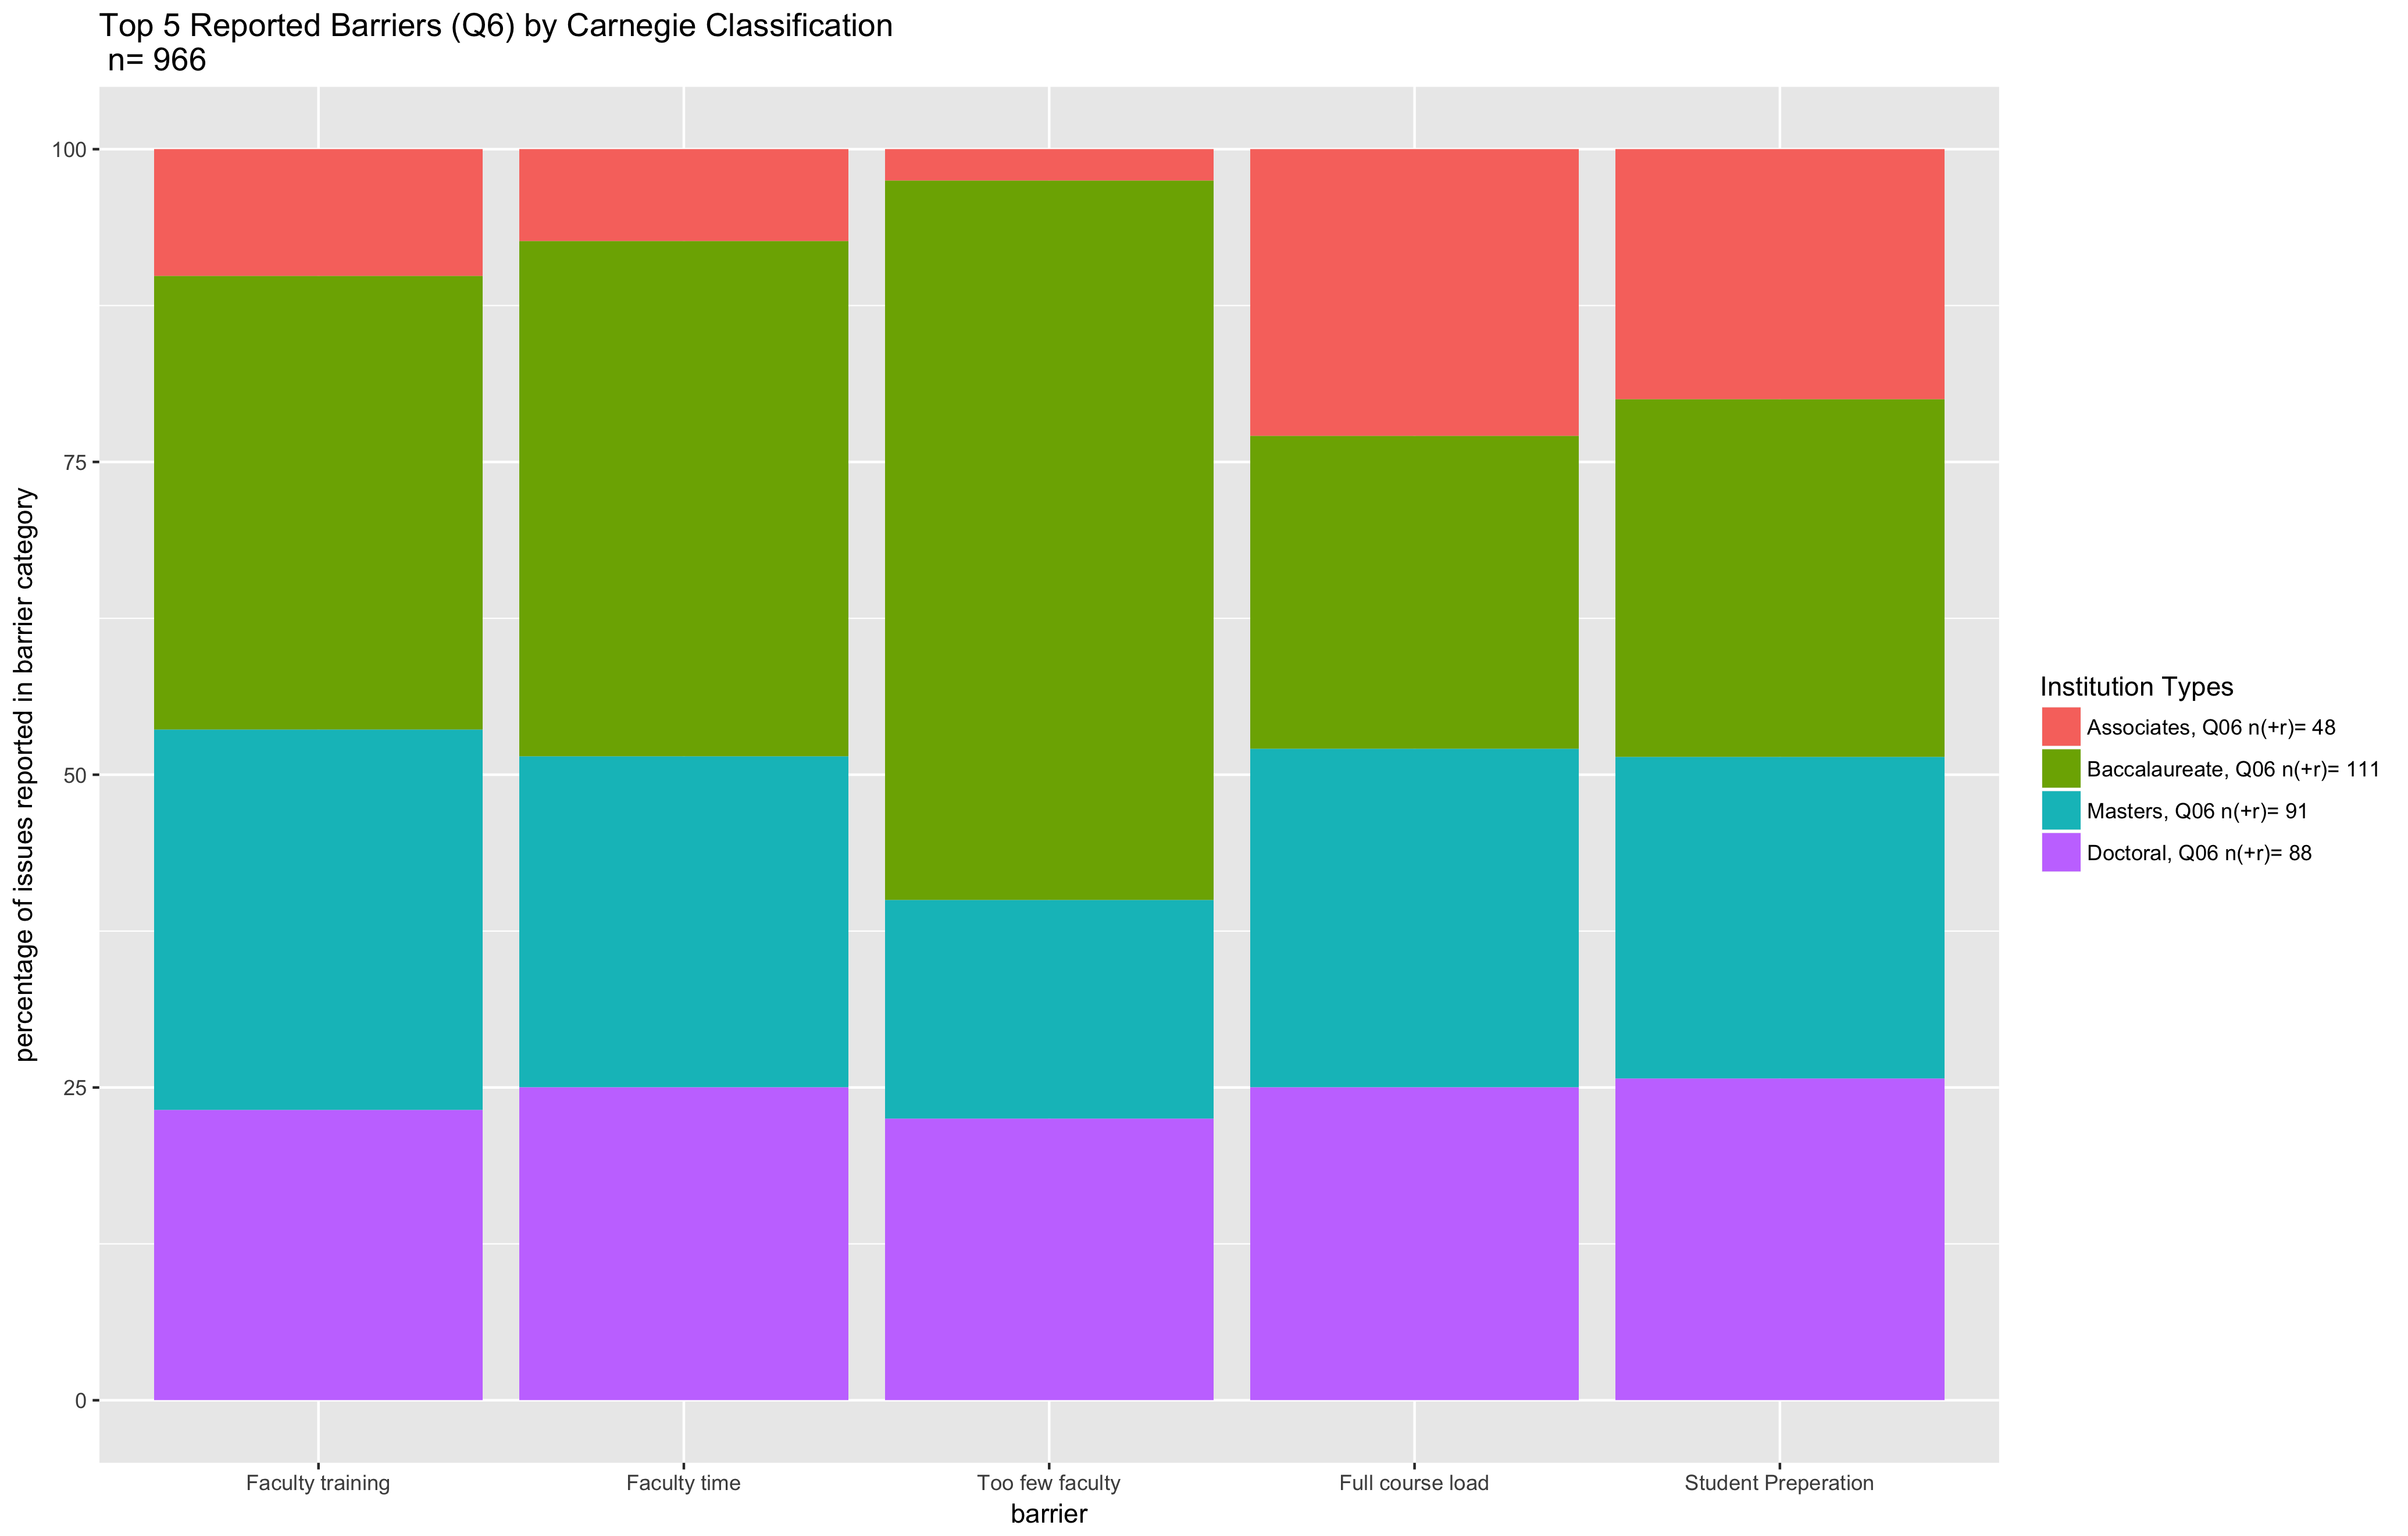 Top 5 Reported Barriers (Q6) by Carnegie Classification
n= 966
percentage of issues reported in barrier category
100
75
50
25
0
Faculty training
Faculty time
Too few faculty
Full course load
Student Preperation
barrier
Institution Types
Associates, Q06 n(+r)= 48
Baccalaureate, Q06 n(+r)= 111
Masters, Q06 n(+r)= 91
Doctoral, Q06 n(+r)= 88